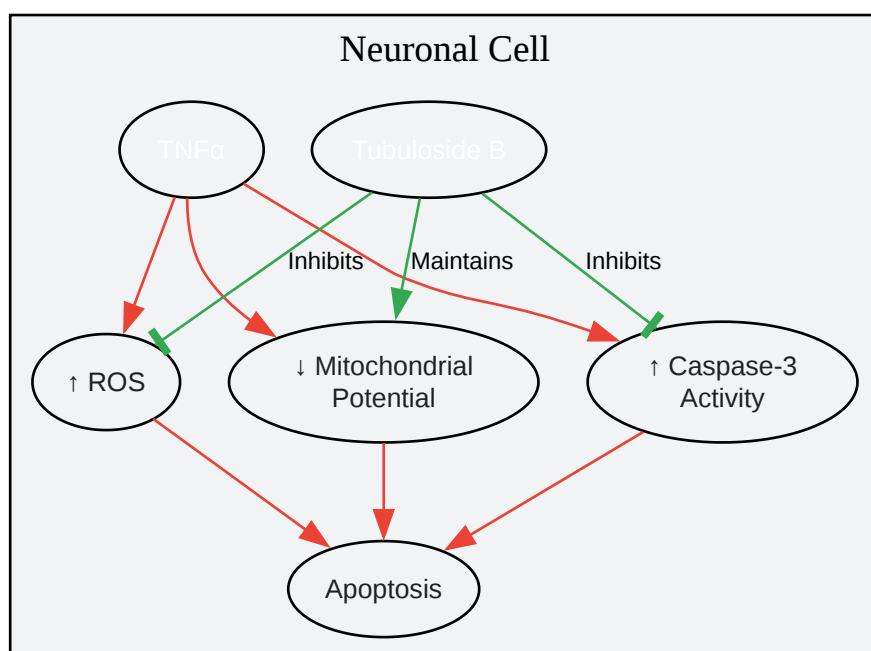 Neuronal Cell
TNFα
Tubuloside B
Inhibits
Maintains
Inhibits
↑ ROS
↓ Mitochondrial
Potential
↑ Caspase-3
Activity
Apoptosis